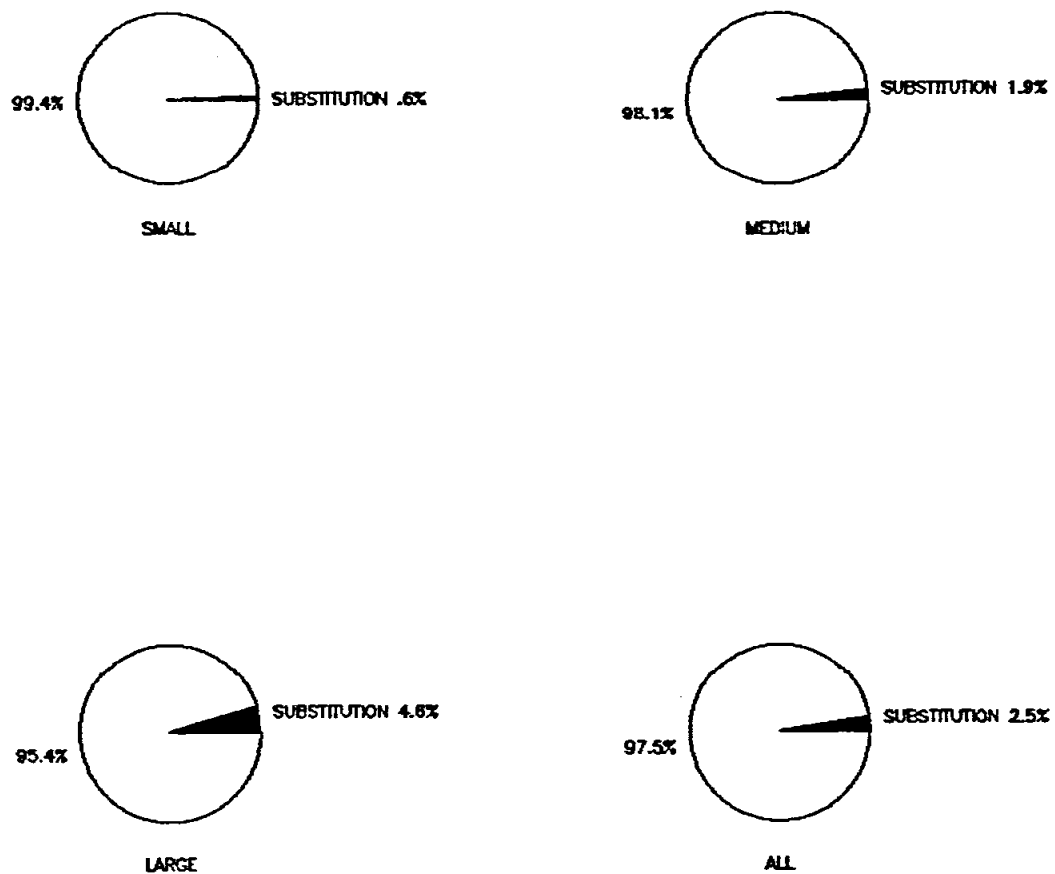 99.4%
SUBSTITUTION .6%
SMALL
98.1%
SUBSTITUTION 1.9%
MEDIUM
95.4%
SUBSTITUTION 4.6%
LARGE
97.5%
SUBSTITUTION 2.5%
ALL